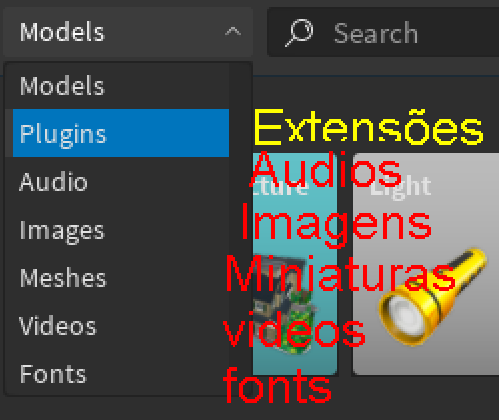 Models
Search
Models
Plugins
Extensões
Audio
Audios
Light
Images
Imagens
Meshes
Miniaturas
Videos
videos
Fonts
fonts